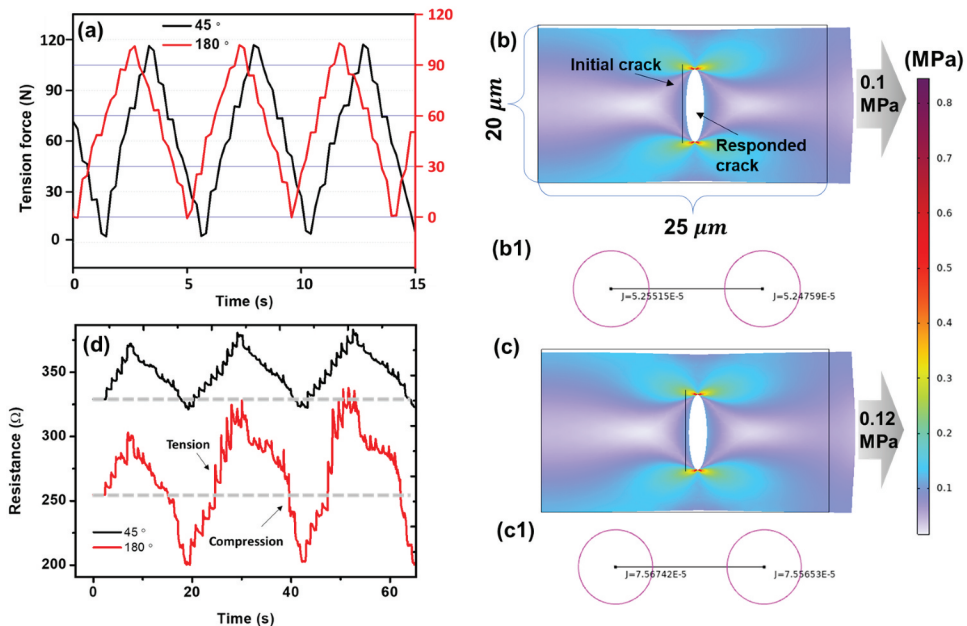 (a)
45 °
180 °
Tension force (N)
120
90
60
30
0
120
90
60
30
0
0
5
10
15
Time (s)
(b)
Initial crack
Responded
crack
20 μm
25 μm
0.1
MPa
(MPa)
0.8
0.7
0.6
0.5
0.4
0.3
0.2
0.1
(b1)
J=5.25515E-5
J=5.24759E-5
(c)
0.12
MPa
(c1)
J=7.56742E-5
J=7.55653E-5
(d)
Resistance (Ω)
350
300
250
200
Tension
Compression
45 °
180 °
0
20
40
60
Time (s)